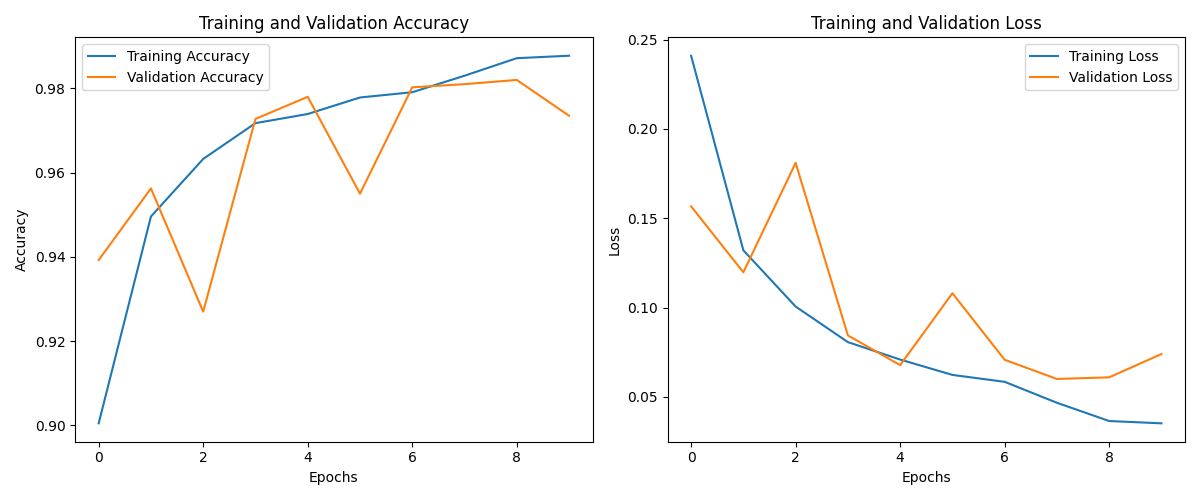 Training and Validation Accuracy
Training Accuracy
Validation Accuracy
0.98
0.96
0.94
0.92
0.90
Accuracy
0 2 4 6 8
Epochs
Training and Validation Loss
Training Loss
Validation Loss
0.25
0.20
0.15
0.10
0.05
Loss
0 2 4 6 8
Epochs